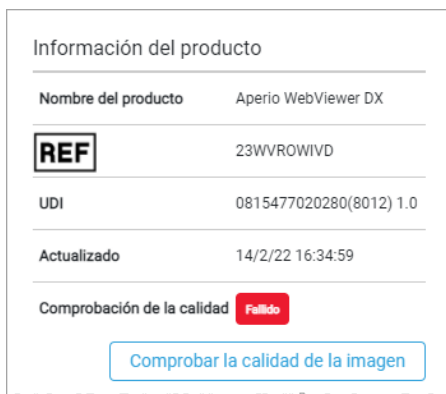 Información del producto
Nombre del producto Aperio WebViewer DX
REF 23WVROWIVD
UDI 0815477020280(8012) 1.0
Actualizado 14/2/22 16:34:59
Comprobación de la calidad Fallido
Comprobar la calidad de la imagen